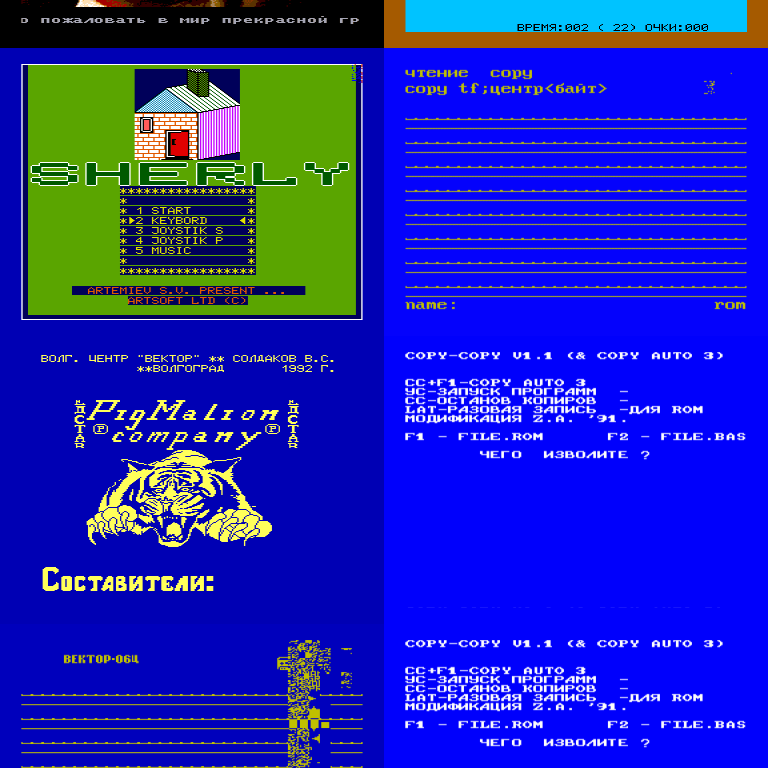 о пожаловать в мир прекрасной гр
ВРЕМЯ:002 ( 22) ОЧКИ:000
SHERLY
*****************
* *
* 1 START *
*▶2 KEYBORD ◀*
* 3 JOYSTIK S *
* 4 JOYSTIK P *
* 5 MUSIC *
* *
*****************
ARTEMIEV S.V. PRESENT ...
ARTSOFT LTD (C)
чтение copy
copy tf;центр<байт>
name: rom
ВОЛГ. ЦЕНТР "ВЕКТОР" ** СОЛДАКОВ В.С.
**ВОЛГОГРАД 1992 Г.
PigMalion
company
Составители:
COPY-COPY V1.1 (& COPY AUTO 3)
СС+F1-COPY AUTO 3
УС-ЗАПУСК ПРОГРАММ -
СС-ОСТАНОВ КОПИРОВ -
LAT-РАЗОВАЯ ЗАПИСЬ -ДЛЯ ROM
МОДИФИКАЦИЯ Z.A. '91.
F1 - FILE.ROM F2 - FILE.BAS
ЧЕГО ИЗВОЛИТЕ ?
ВЕКТОР-06Ц
COPY-COPY V1.1 (& COPY AUTO 3)
СС+F1-COPY AUTO 3
УС-ЗАПУСК ПРОГРАММ -
СС-ОСТАНОВ КОПИРОВ -
LAT-РАЗОВАЯ ЗАПИСЬ -ДЛЯ ROM
МОДИФИКАЦИЯ Z.A. '91.
F1 - FILE.ROM F2 - FILE.BAS
ЧЕГО ИЗВОЛИТЕ ?